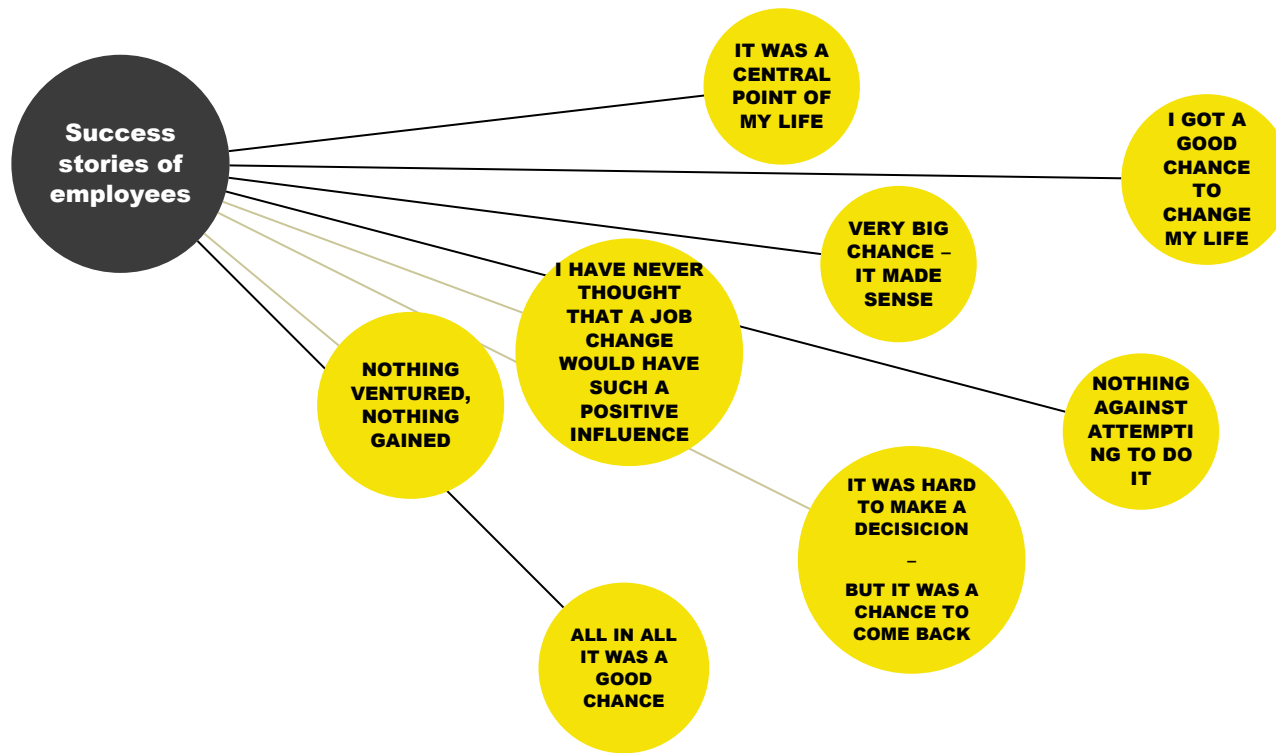 Success
stories of
employees
IT WAS A
CENTRAL
POINT OF
MY LIFE
I GOT A
GOOD
CHANCE
TO
CHANGE
MY LIFE
VERY BIG
CHANCE –
IT MADE
SENSE
I HAVE NEVER
THOUGHT
THAT A JOB
CHANGE
WOULD HAVE
SUCH A
POSITIVE
INFLUENCE
NOTHING
VENTURED,
NOTHING
GAINED
NOTHING
AGAINST
ATTEMPTI
NG TO DO
IT
IT WAS HARD
TO MAKE A
DECISICION
–
BUT IT WAS A
CHANCE TO
COME BACK
ALL IN ALL
IT WAS A
GOOD
CHANCE